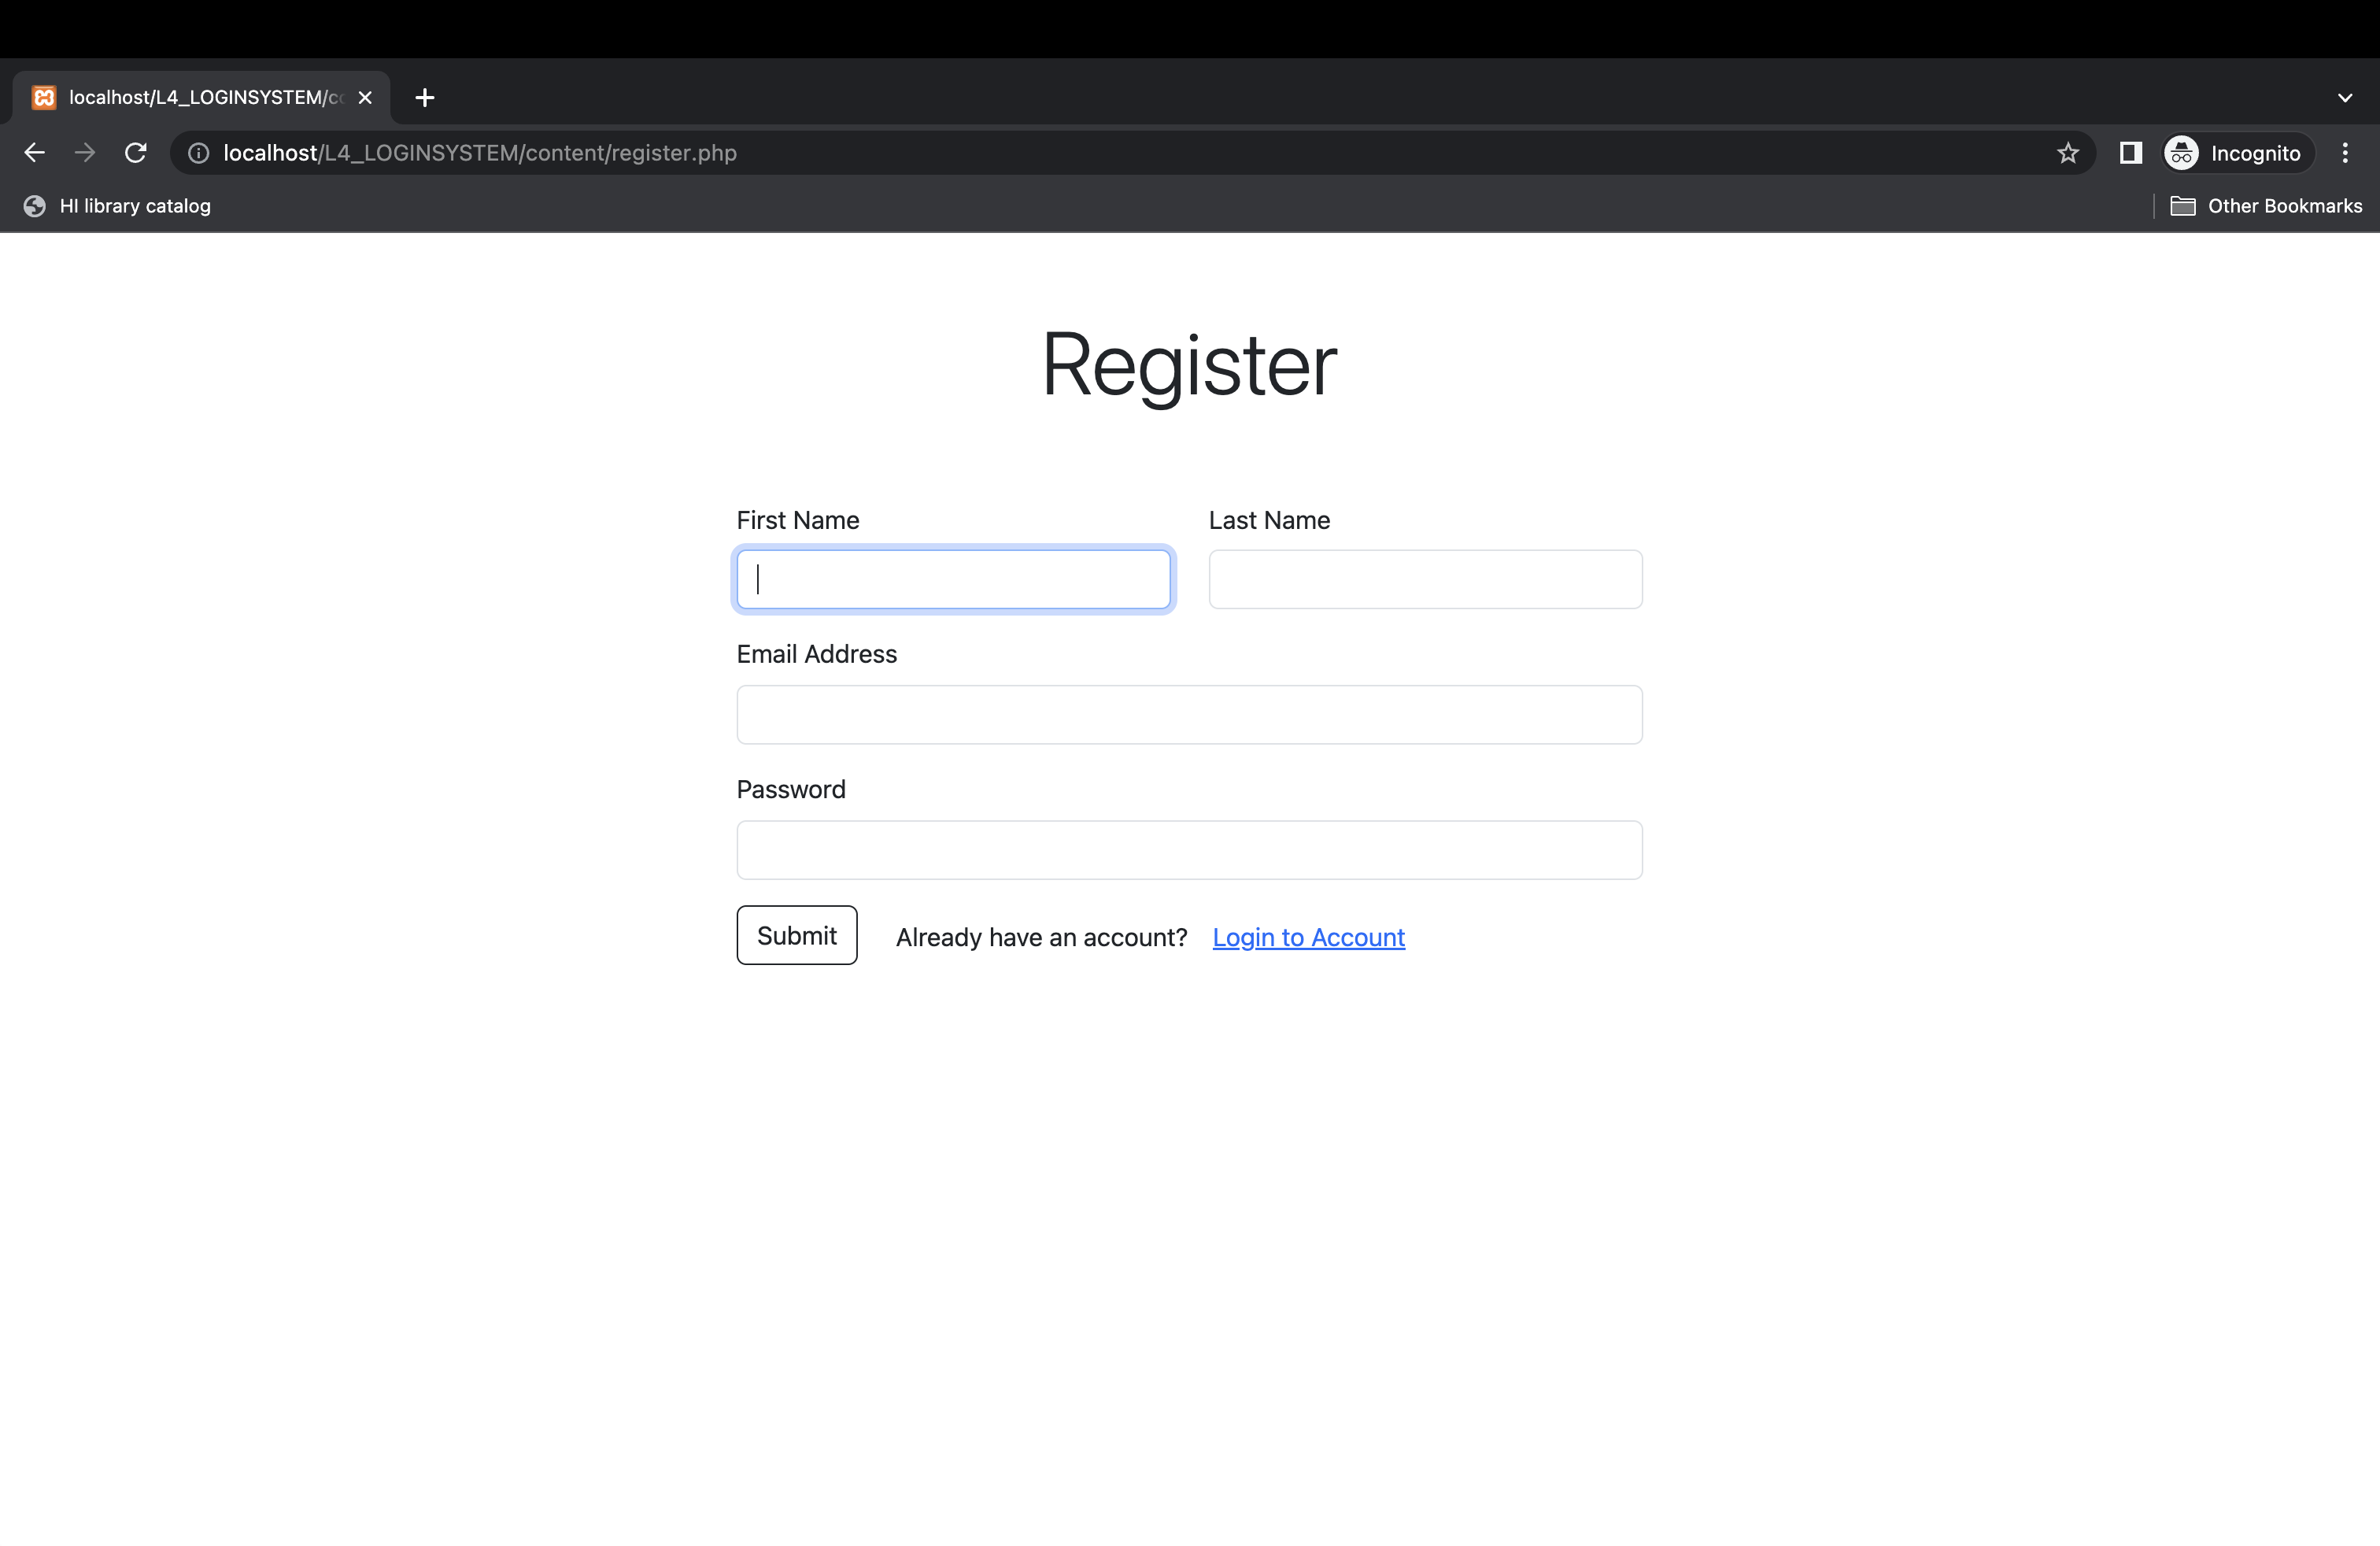 localhost/L4_LOGINSYSTEM/co
localhost/L4_LOGINSYSTEM/content/register.php
Incognito
HI library catalog
Other Bookmarks
Register
First Name
Last Name
Email Address
Password
Submit
Already have an account?
Login to Account